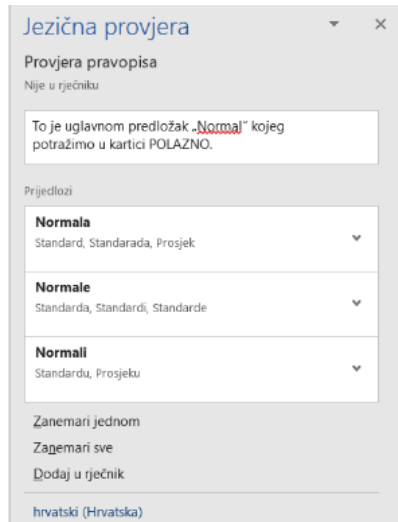 Jezična provjera
Provjera pravopisa
Nije u rječniku
To je uglavnom predložak „Normal“ kojeg
potražimo u kartici POLAZNO.
Prijedlozi
Normala
Standard, Standarada, Prosjek
Normale
Standarda, Standardi, Standarde
Normali
Standardu, Prosjeku
Zanemari jednom
Zanemari sve
Dodaj u rječnik
hrvatski (Hrvatska)